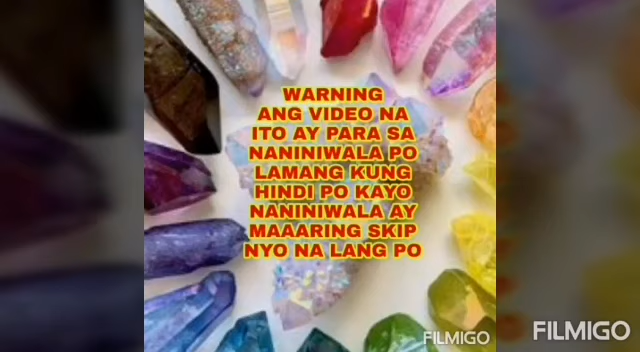 WARNING
ANG VIDEO NA
ITO AY PARA SA
NANINIWALA PO
LAMANG KUNG
HINDI PO KAYO
NANINIWALA AY
MAAARING SKIP
NYO NA LANG PO
FILMIGO
FILMIGO